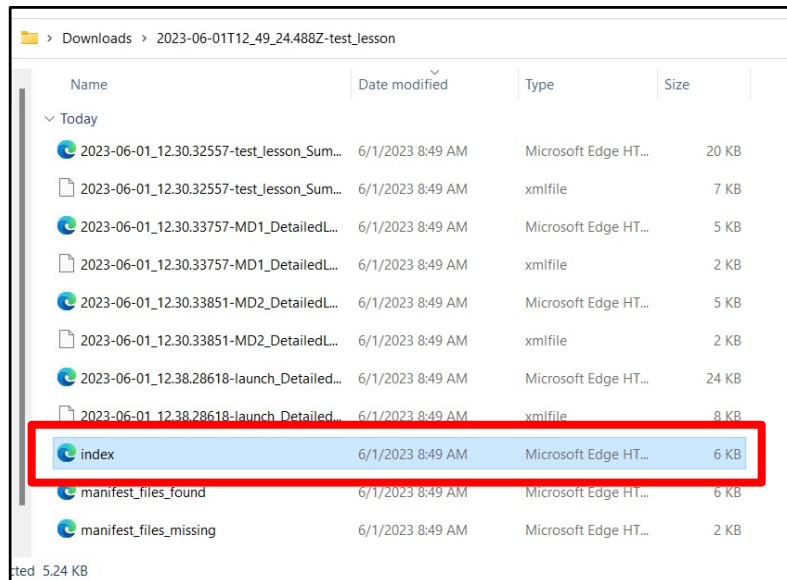 Downloads > 2023-06-01T12_49_24.488Z-test_lesson
Name Date modified Type Size
Today
2023-06-01_12.30.32557-test_lesson_Sum... 6/1/2023 8:49 AM Microsoft Edge HT... 20 KB
2023-06-01_12.30.32557-test_lesson_Sum... 6/1/2023 8:49 AM xmlfile 7 KB
2023-06-01_12.30.33757-MD1_DetailedL... 6/1/2023 8:49 AM Microsoft Edge HT... 5 KB
2023-06-01_12.30.33757-MD1_DetailedL... 6/1/2023 8:49 AM xmlfile 2 KB
2023-06-01_12.30.33851-MD2_DetailedL... 6/1/2023 8:49 AM Microsoft Edge HT... 5 KB
2023-06-01_12.30.33851-MD2_DetailedL... 6/1/2023 8:49 AM xmlfile 2 KB
2023-06-01_12.38.28618-launch_Detailed... 6/1/2023 8:49 AM Microsoft Edge HT... 24 KB
2023-06-01_12.38.28618-launch_Detailed... 6/1/2023 8:49 AM xmlfile 8 KB
index 6/1/2023 8:49 AM Microsoft Edge HT... 6 KB
manifest_files_found 6/1/2023 8:49 AM Microsoft Edge HT... 6 KB
manifest_files_missing 6/1/2023 8:49 AM Microsoft Edge HT... 2 KB
cted 5.24 KB